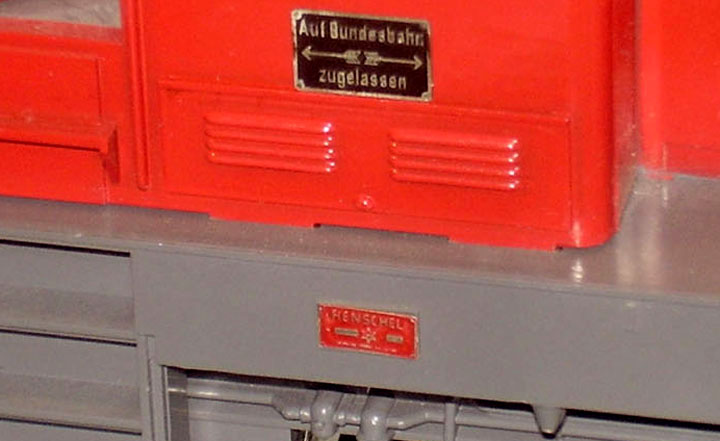 Auf Bundesbahn
zugelassen
HENSCHEL